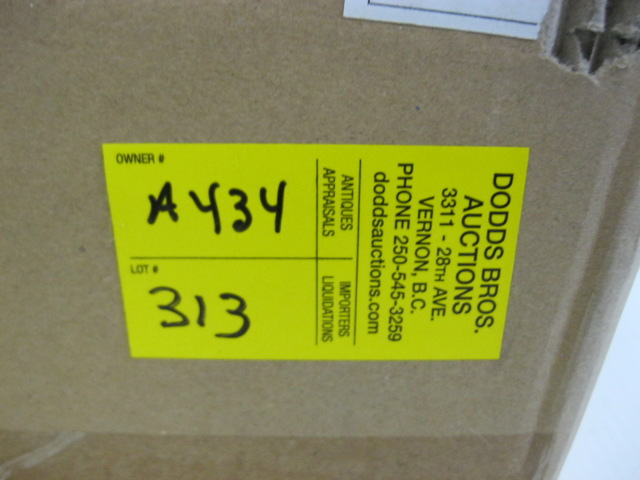 DODDS BROS.
AUCTIONS
3311 - 28TH AVE.
VERNON, B.C.
PHONE 250-545-3259
doddsauctions.com
ANTIQUES
APPRAISALS
IMPORTERS
LIQUIDATIONS
OWNER #
A434
LOT #
313